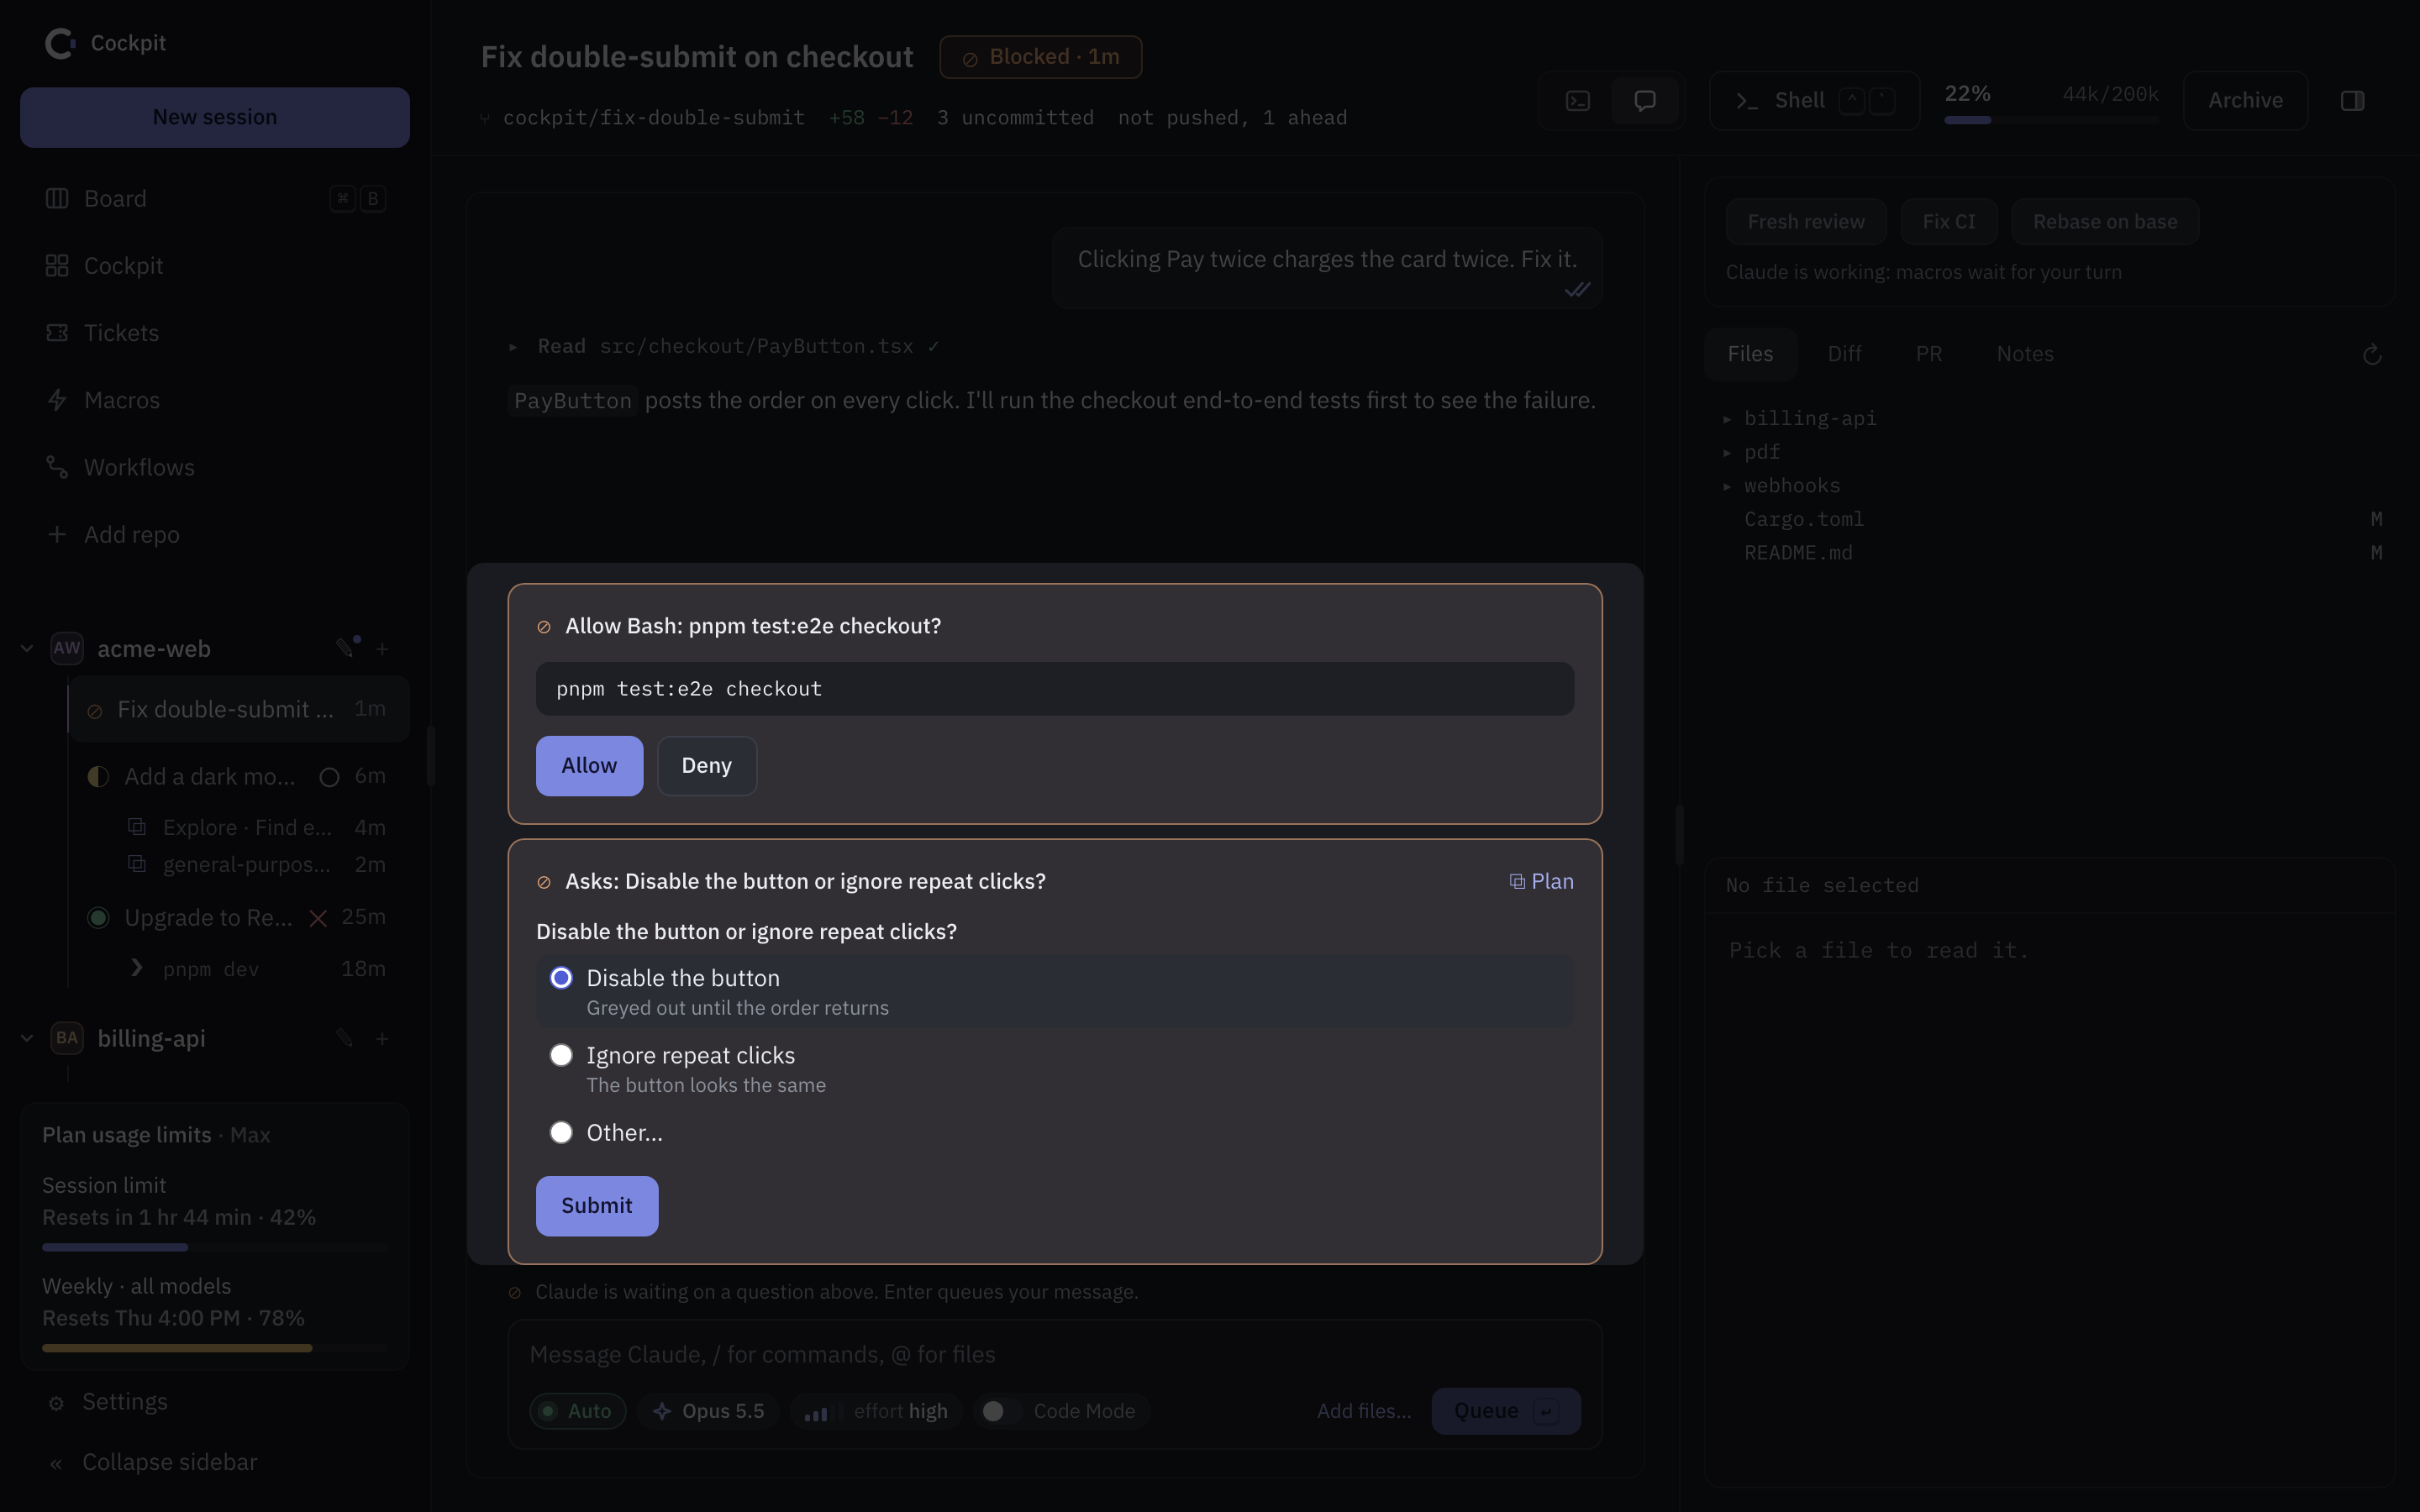 Cockpit
New session
Board ⌘ B
Cockpit
Tickets
Macros
Workflows
Add repo
AW acme-web
Fix double-submit ... 1m
Add a dark mo... 6m
Explore · Find e... 4m
general-purpos... 2m
Upgrade to Re... 25m
pnpm dev 18m
BA billing-api
Plan usage limits · Max
Session limit
Resets in 1 hr 44 min · 42%
Weekly · all models
Resets Thu 4:00 PM · 78%
Settings
Collapse sidebar
Fix double-submit on checkout
Blocked · 1m
cockpit/fix-double-submit +58 −12 3 uncommitted not pushed, 1 ahead
Shell ^ `
22% 44k/200k
Archive
Clicking Pay twice charges the card twice. Fix it.
Read src/checkout/PayButton.tsx ✓
PayButton posts the order on every click. I'll run the checkout end-to-end tests first to see the failure.
Allow Bash: pnpm test:e2e checkout?
pnpm test:e2e checkout
Allow Deny
Asks: Disable the button or ignore repeat clicks? Plan
Disable the button or ignore repeat clicks?
Disable the button
Greyed out until the order returns
Ignore repeat clicks
The button looks the same
Other...
Submit
Claude is waiting on a question above. Enter queues your message.
Message Claude, / for commands, @ for files
Auto Opus 5.5 effort high Code Mode Add files... Queue ↵
Fresh review Fix CI Rebase on base
Claude is working: macros wait for your turn
Files Diff PR Notes
billing-api
pdf
webhooks
Cargo.toml M
README.md M
No file selected
Pick a file to read it.